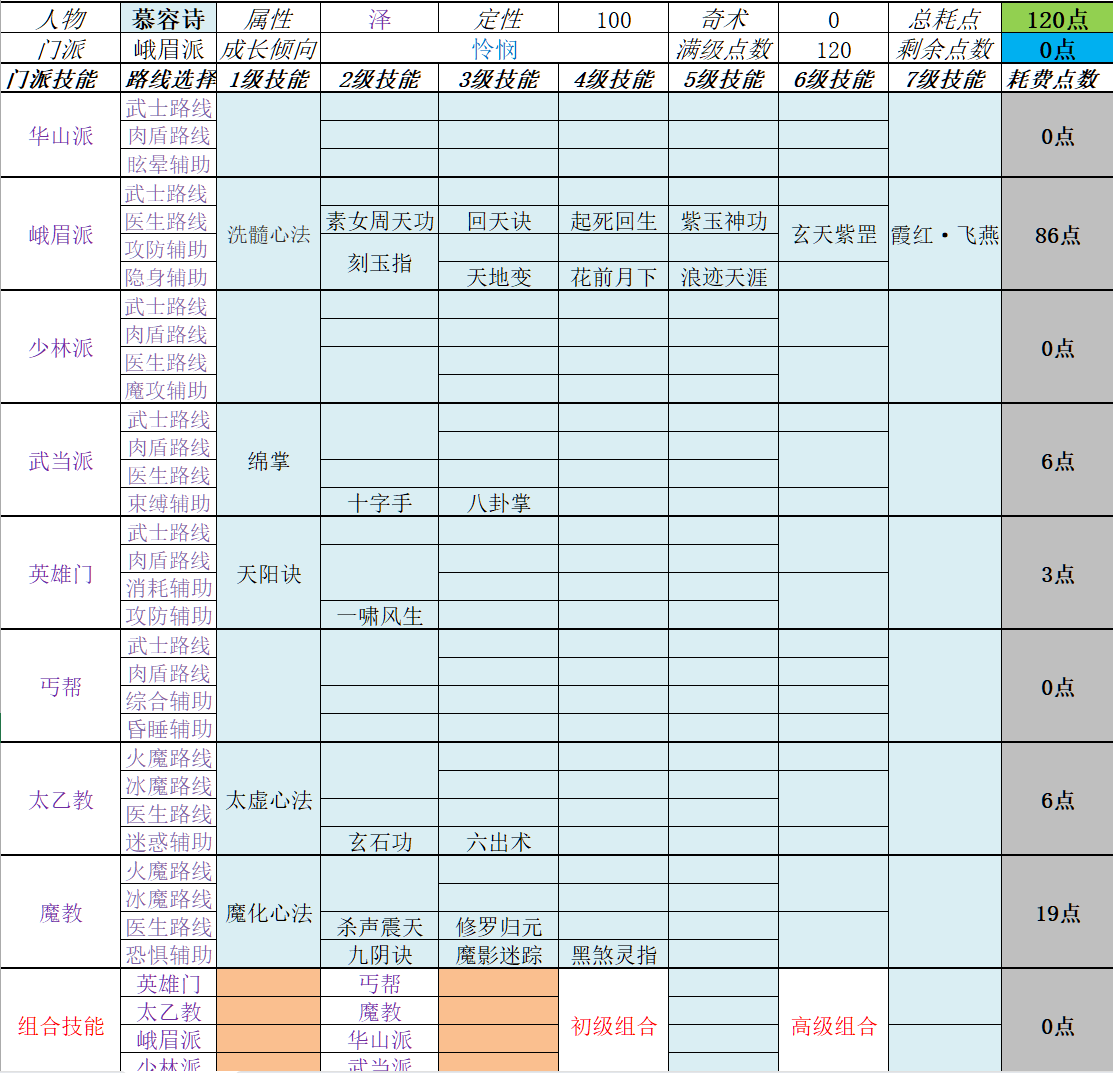 人物 慕容诗 属性 泽 定性 100 奇术 0 总耗点 120点
门派 峨眉派 成长倾向 怜悯 满级点数 120 剩余点数 0点
门派技能 路线选择 1级技能 2级技能 3级技能 4级技能 5级技能 6级技能 7级技能 耗费点数
华山派 武士路线 0点
肉盾路线
眩晕辅助
峨眉派 洗髓心法 武士路线 玄天紫罡 霞红·飞燕 86点
医生路线 素女周天功 回天诀 起死回生 紫玉神功
攻防辅助 刻玉指
隐身辅助 天地变 花前月下 浪迹天涯
少林派 武士路线 0点
肉盾路线
医生路线
魔攻辅助
武当派 武士路线 绵掌 6点
肉盾路线
医生路线
束缚辅助 十字手 八卦掌
英雄门 武士路线 天阳诀 3点
肉盾路线
消耗辅助
攻防辅助 一啸风生
丐帮 武士路线 0点
肉盾路线
综合辅助
昏睡辅助
太乙教 火魔路线 太虚心法 6点
冰魔路线
医生路线
迷惑辅助 玄石功 六出术
魔教 火魔路线 魔化心法 19点
冰魔路线
医生路线 杀声震天 修罗归元
恐惧辅助 九阴诀 魔影迷踪 黑煞灵指
组合技能 英雄门 丐帮 初级组合 高级组合 0点
太乙教 魔教
峨眉派 华山派
少林派 武当派